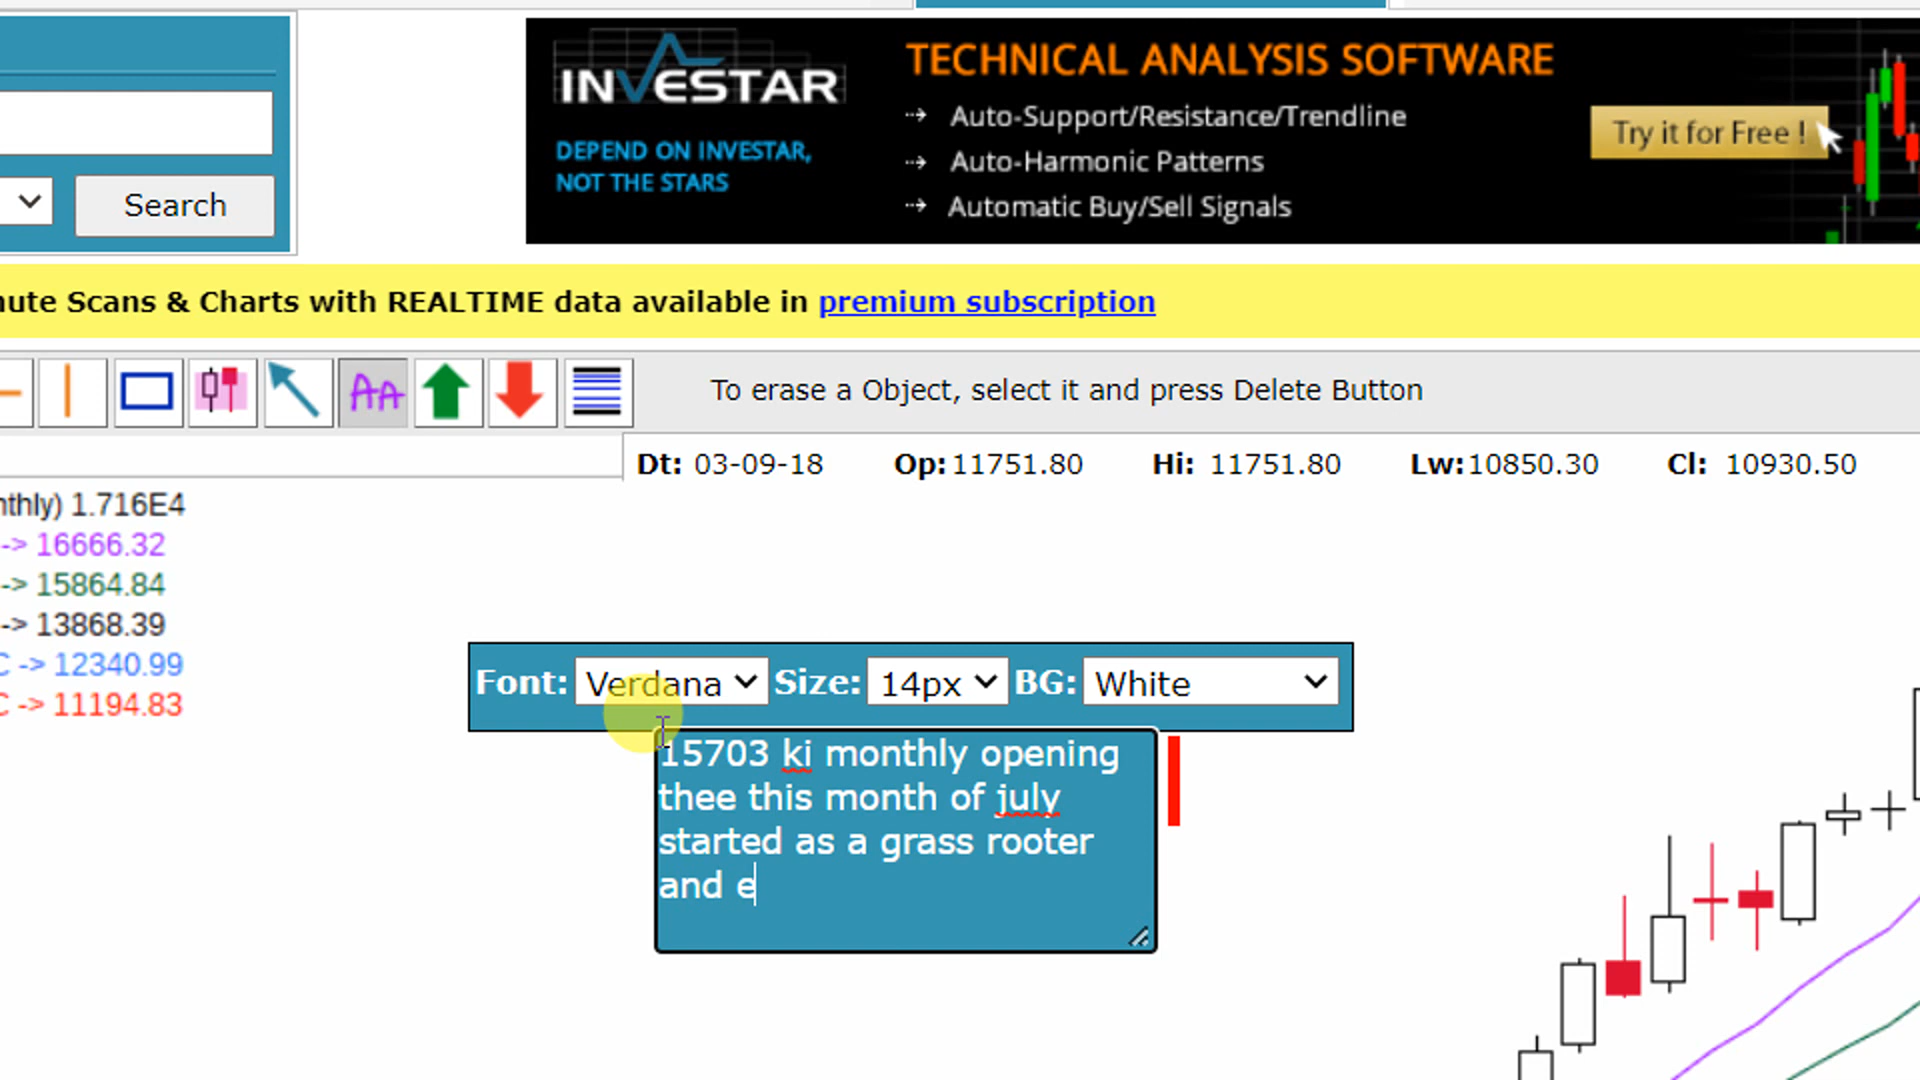 INVESTAR
DEPEND ON INVESTAR,
NOT THE STARS
TECHNICAL ANALYSIS SOFTWARE
Auto-Support/Resistance/Trendline
Auto-Harmonic Patterns
Automatic Buy/Sell Signals
Try it for Free !
Search
Scans & Charts with REALTIME data available in premium subscription
AA
To erase a Object, select it and press Delete Button
Dt: 03-09-18 Op: 11751.80 Hi: 11751.80 Lw: 10850.30 Cl: 10930.50
1.716E4
-> 16666.32
-> 15864.84
-> 13868.39
C -> 12340.99
C -> 11194.83
Font: Verdana Size: 14px BG: White
15703 ki monthly opening
thee this month of july
started as a grass rooter
and e